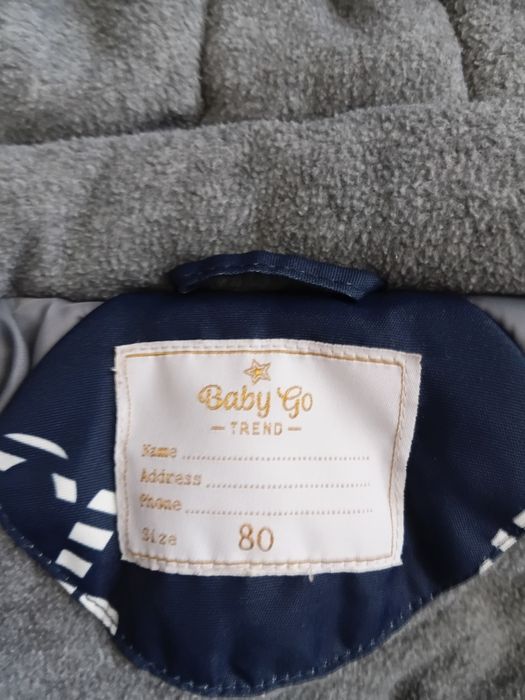 Baby Go
— TREND —
Name
Address
Phone
Size 80